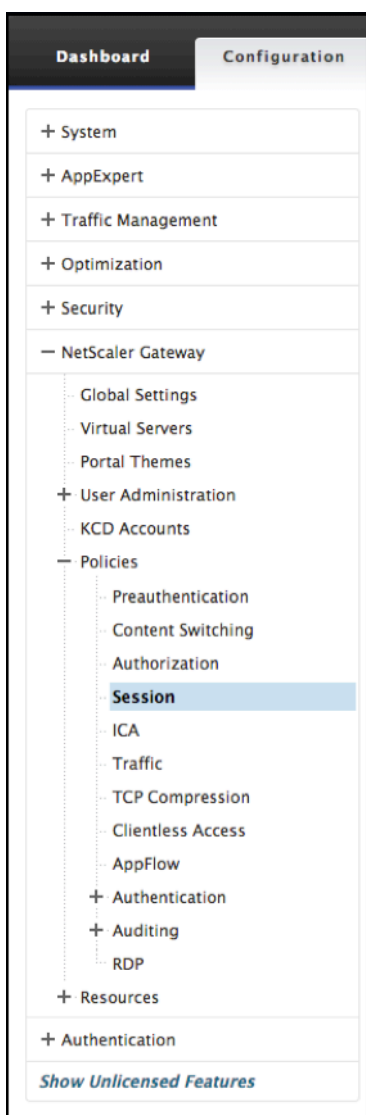 Dashboard Configuration
+ System
+ AppExpert
+ Traffic Management
+ Optimization
+ Security
− NetScaler Gateway
Global Settings
Virtual Servers
Portal Themes
+ User Administration
KCD Accounts
− Policies
Preauthentication
Content Switching
Authorization
Session
ICA
Traffic
TCP Compression
Clientless Access
AppFlow
+ Authentication
+ Auditing
RDP
+ Resources
+ Authentication
Show Unlicensed Features